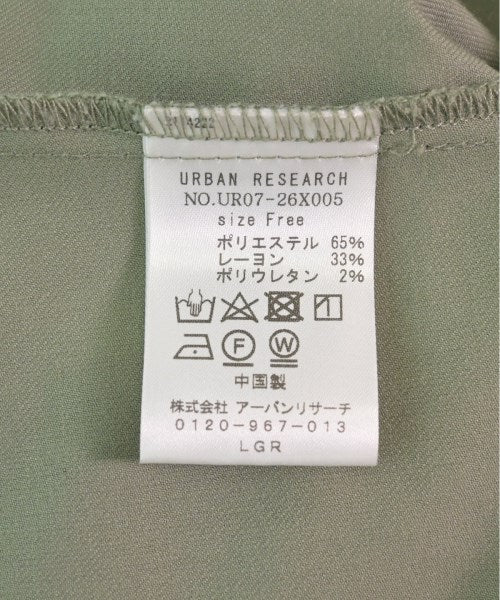 4222
URBAN RESEARCH
NO.UR07-26X005
size Free
ポリエステル 65%
レーヨン 33%
ポリウレタン 2%
F W
中国製
株式会社 アーバンリサーチ
0120-967-013
LGR